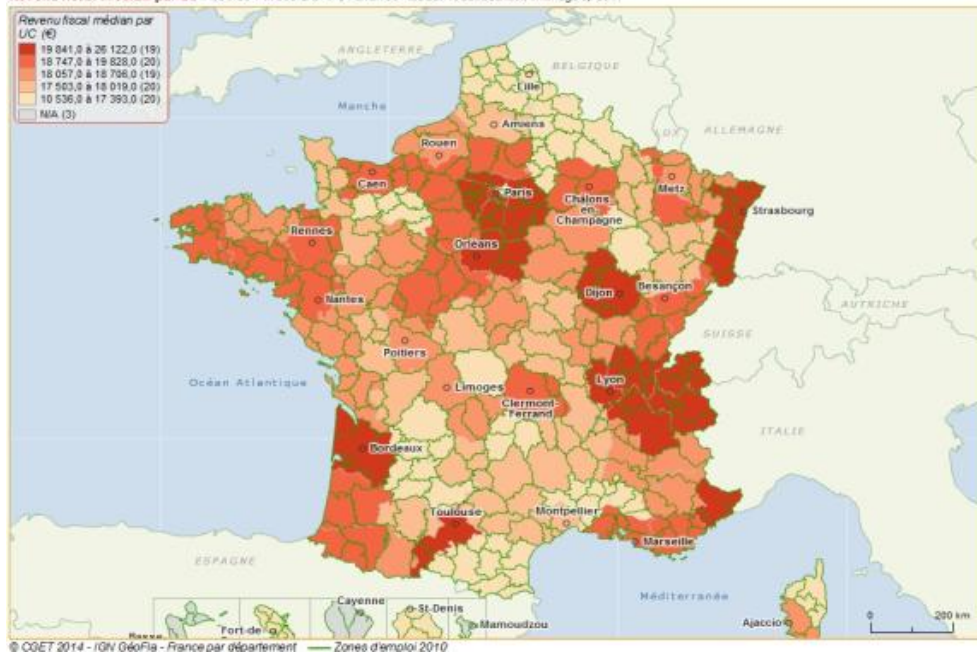 Revenu fiscal médian par
UC (€)
19 841,0 à 26 122,0 (19)
18 747,0 à 19 828,0 (20)
18 057,0 à 18 706,0 (19)
17 503,0 à 18 019,0 (20)
10 536,0 à 17 393,0 (20)
N/A (3)
ANGLETERRE
BELGIQUE
Lille
Manche
Amiens
ALLEMAGNE
Rouen
Caen
Paris
Châlons
en-
Champagne
Metz
Strasbourg
Rennes
Orléans
Dijon
Besançon
AUTRICHE
Nantes
SUISSE
Poitiers
Océan Atlantique
Limoges
Clermont-
Ferrand
Lyon
ITALIE
Bordeaux
Toulouse
Montpellier
Marseille
ESPAGNE
Méditerranée
Cayenne
St-Denis
Mamoudzou
Fort-de
Ajaccio
0 200 km
© CGET 2014 - IGN GéoFla - France par département Zones d'emploi 2010